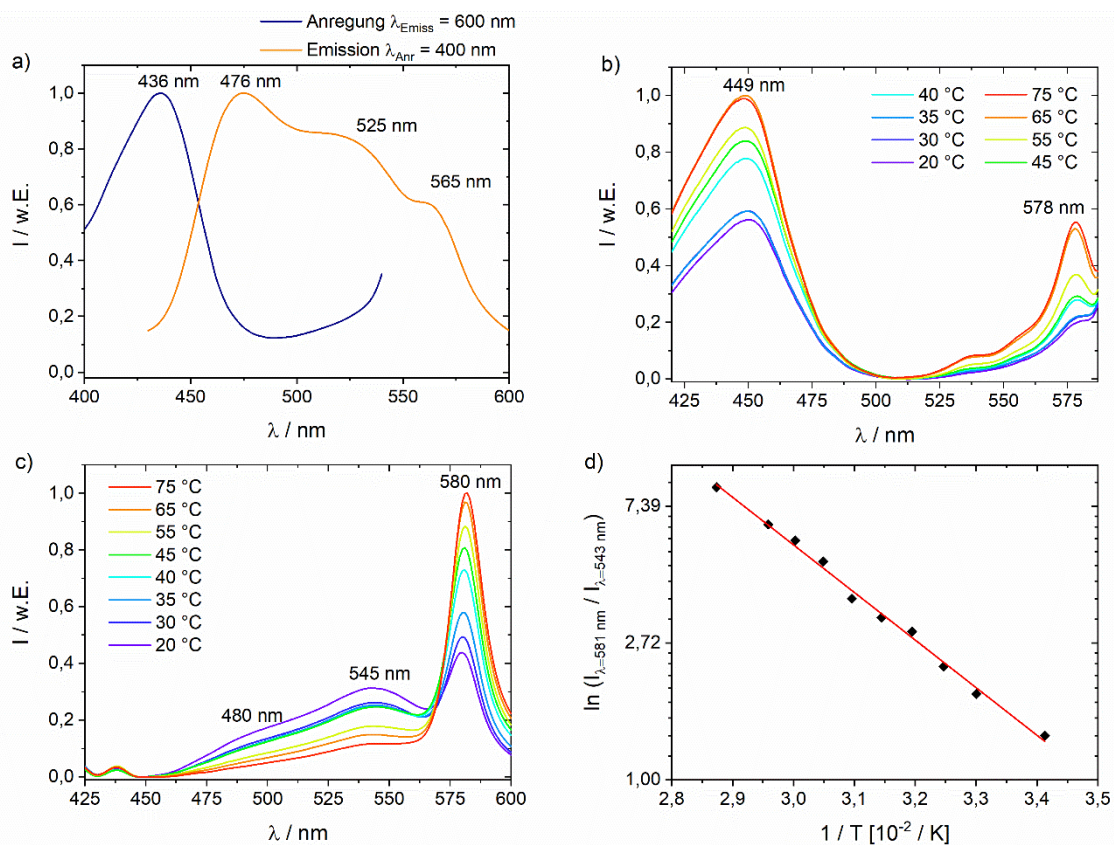 Anregung λEmiss = 600 nm
Emission λAnr = 400 nm
a)
436 nm
476 nm
525 nm
565 nm
1,0
0,8
0,6
0,4
0,2
0,0
I / w.E.
400 450 500 550 600
λ / nm
b)
449 nm
40 °C 75 °C
35 °C 65 °C
30 °C 55 °C
20 °C 45 °C
578 nm
1,0
0,8
0,6
0,4
0,2
0,0
I / w.E.
425 450 475 500 525 550 575
λ / nm
c)
75 °C
65 °C
55 °C
45 °C
40 °C
35 °C
30 °C
20 °C
580 nm
545 nm
480 nm
1,0
0,8
0,6
0,4
0,2
0,0
I / w.E.
425 450 475 500 525 550 575 600
λ / nm
d)
7.39
2.72
1.00
ln (Iλ=581 nm / Iλ=543 nm)
2,8 2,9 3,0 3,1 3,2 3,3 3,4 3,5
1 / T [10-2 / K]